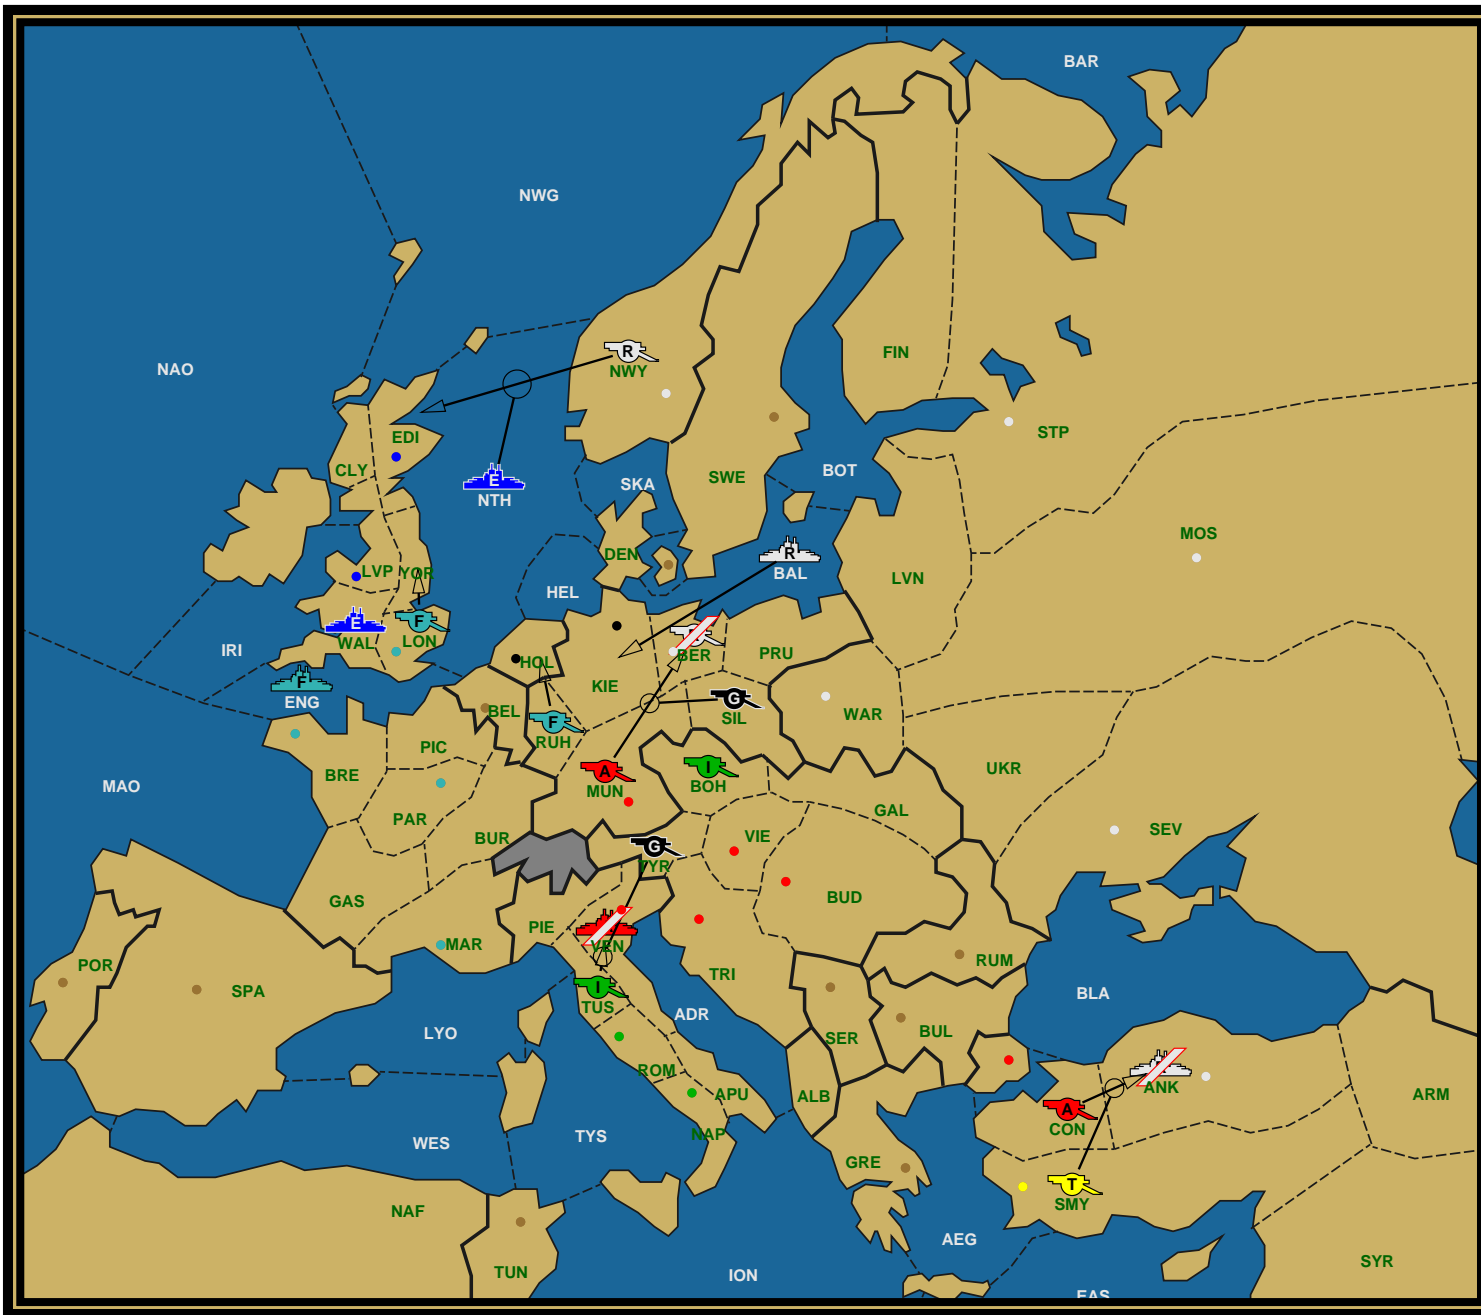 BAR
NWG
NAO
R
NWY
FIN
EDI
STP
CLY
E
NTH
SKA
SWE
BOT
MOS
DEN
R
BAL
LVP
YOR
HEL
LVN
E
WAL
F
LON
IRI
HOL
BER
PRU
F
ENG
KIE
G
SIL
BEL
F
RUH
WAR
PIC
BRE
A
MUN
I
BOH
UKR
MAO
PAR
BUR
GAL
SEV
VIE
G
TYR
GAS
BUD
PIE
VEN
MAR
POR
SPA
TRI
RUM
I
TUS
ADR
BLA
LYO
SER
BUL
ROM
APU
ALB
ANK
ARM
A
CON
WES
TYS
NAP
GRE
T
SMY
NAF
AEG
TUN
ION
SYR
EAS